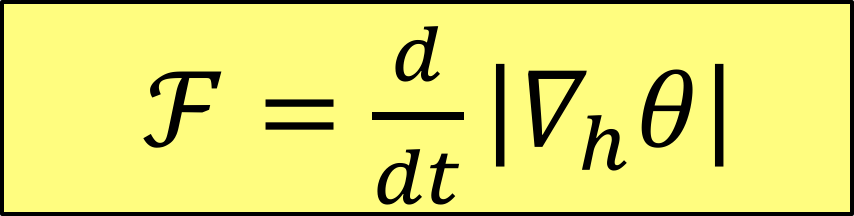 ℱ = d/dt |∇ₕθ|